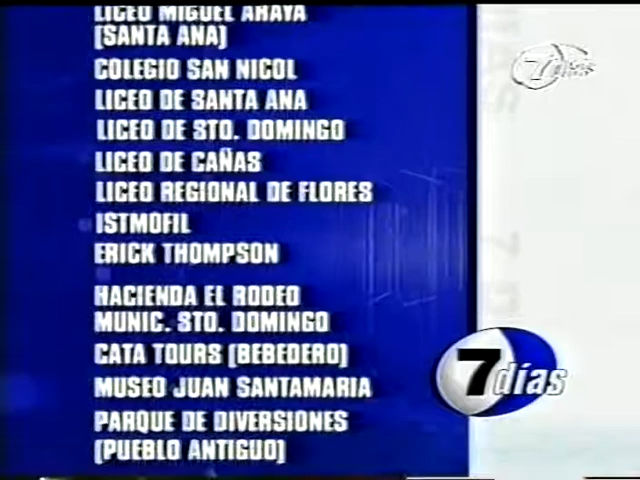 LICEO MIGUEL ARAYA
[SANTA ANA]
COLEGIO SAN NICOL
LICEO DE SANTA ANA
LICEO DE STO. DOMINGO
LICEO DE CAÑAS
LICEO REGIONAL DE FLORES
ISTMOFIL
ERICK THOMPSON
HACIENDA EL RODEO
MUNIC. STO. DOMINGO
CATA TOURS [BEBEDERO]
MUSEO JUAN SANTAMARIA
PARQUE DE DIVERSIONES
[PUEBLO ANTIGUO]
7 días
7 días